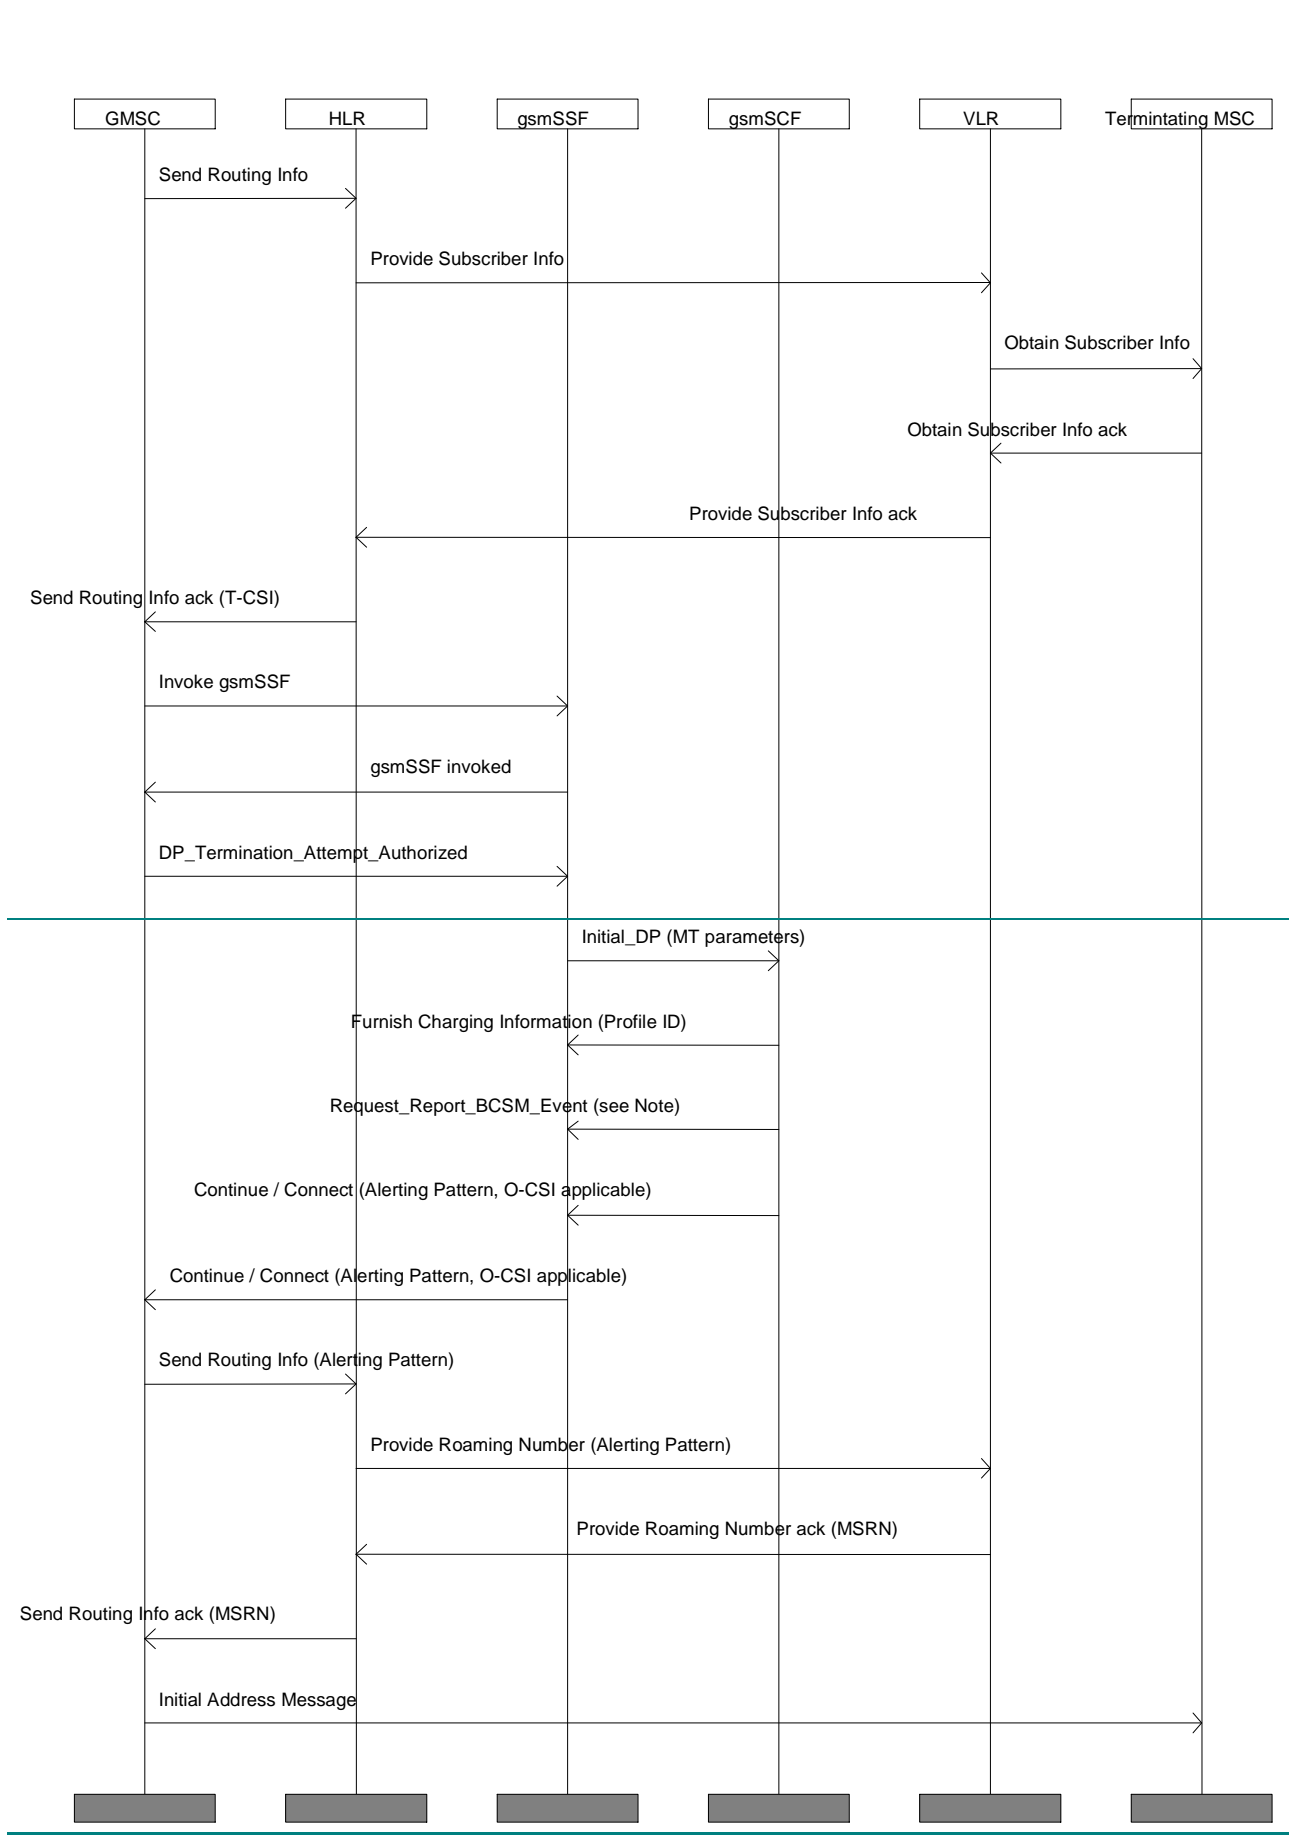 GMSC
HLR
gsmSSF
gsmSCF
VLR
Termintating MSC
Send Routing Info
Provide Subscriber Info
Obtain Subscriber Info
Obtain Subscriber Info ack
Provide Subscriber Info ack
Send Routing Info ack (T-CSI)
Invoke gsmSSF
gsmSSF invoked
DP_Termination_Attempt_Authorized
Initial_DP (MT parameters)
Furnish Charging Information (Profile ID)
Request_Report_BCSM_Event (see Note)
Continue / Connect (Alerting Pattern, O-CSI applicable)
Continue / Connect (Alerting Pattern, O-CSI applicable)
Send Routing Info (Alerting Pattern)
Provide Roaming Number (Alerting Pattern)
Provide Roaming Number ack (MSRN)
Send Routing Info ack (MSRN)
Initial Address Message